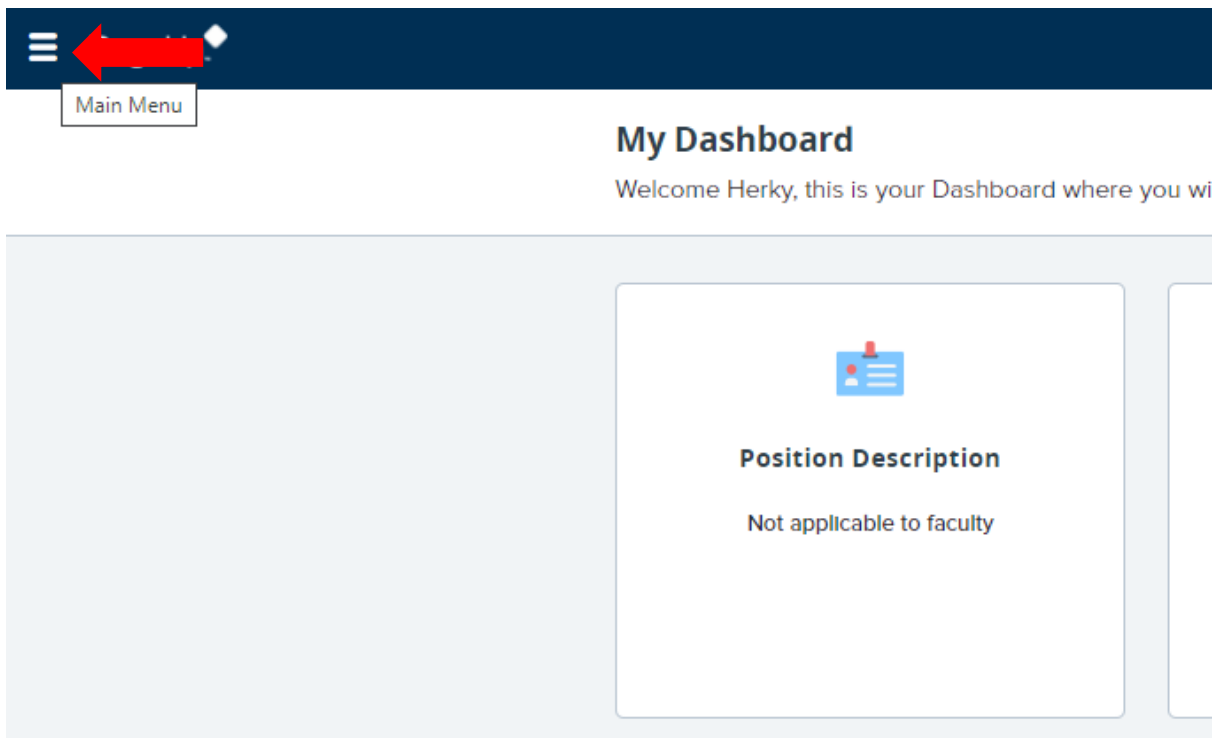 Main Menu
My Dashboard
Welcome Herky, this is your Dashboard where you wi
Position Description
Not applicable to faculty